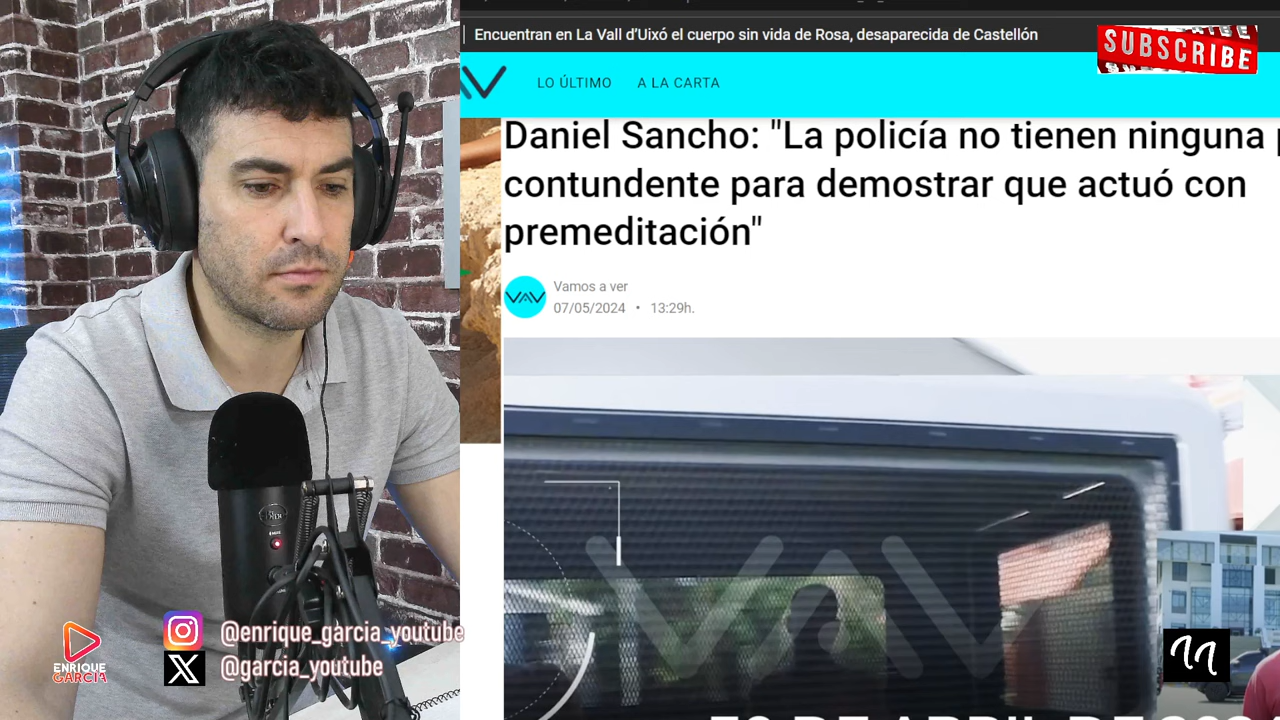 Encuentran en La Vall d'Uixó el cuerpo sin vida de Rosa, desaparecida de Castellón
SUBSCRIBE
LO ÚLTIMO A LA CARTA
Daniel Sancho: "La policía no tienen ninguna
contundente para demostrar que actuó con
premeditación"
VAV
Vamos a ver
07/05/2024 • 13:29h.
VAV
@enrique_garcia_youtube
ENRIQUE
GARCIA
@garcia_youtube